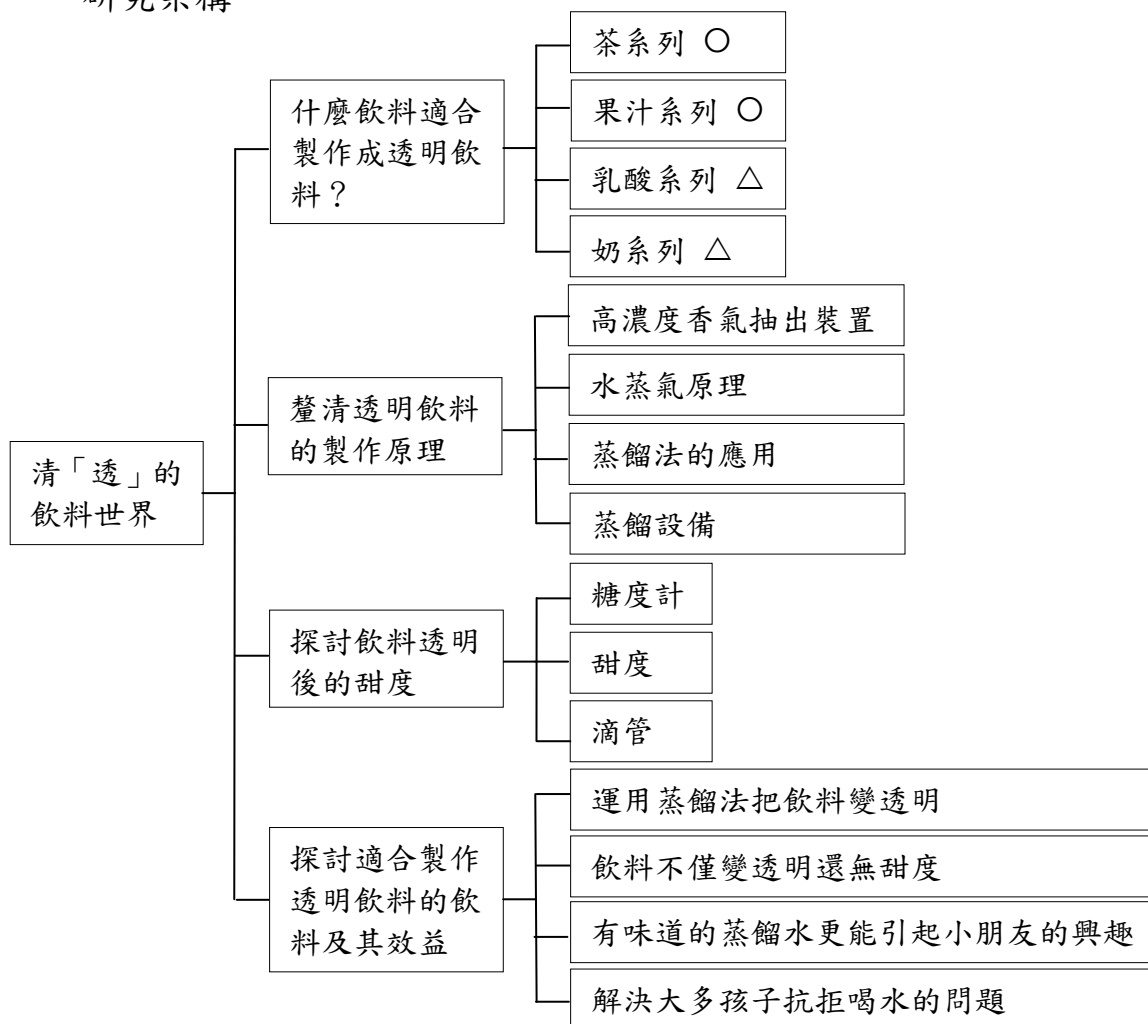 研究架構
清「透」的
飲料世界
什麼飲料適合
製作成透明飲
料？
茶系列 ○
果汁系列 ○
乳酸系列 △
奶系列 △
釐清透明飲料
的製作原理
高濃度香氣抽出裝置
水蒸氣原理
蒸餾法的應用
蒸餾設備
探討飲料透明
後的甜度
糖度計
甜度
滴管
探討適合製作
透明飲料的飲
料及其效益
運用蒸餾法把飲料變透明
飲料不僅變透明還無甜度
有味道的蒸餾水更能引起小朋友的興趣
解決大多孩子抗拒喝水的問題